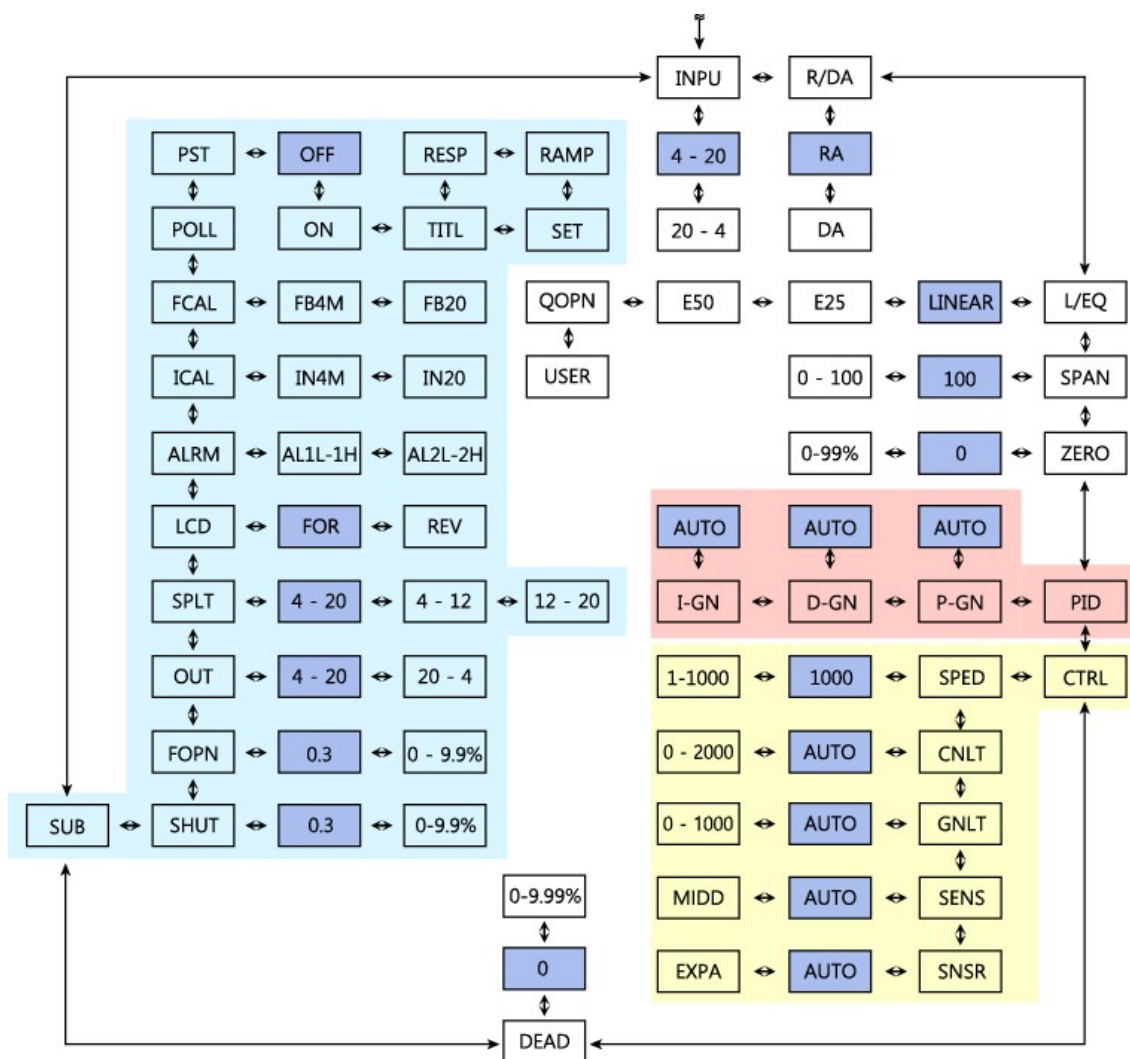 INPU R/DA
PST OFF RESP RAMP 4 - 20 RA
POLL ON TITL SET 20 - 4 DA
FCAL FB4M FB20 QOPN E50 E25 LINEAR L/EQ
ICAL IN4M IN20 USER 0 - 100 100 SPAN
ALRM AL1L-1H AL2L-2H 0-99% 0 ZERO
LCD FOR REV AUTO AUTO AUTO
SPLT 4 - 20 4 - 12 12 - 20 I-GN D-GN P-GN PID
OUT 4 - 20 20 - 4 1-1000 1000 SPED CTRL
FOPN 0.3 0 - 9.9% 0 - 2000 AUTO CNLT
SUB SHUT 0.3 0-9.9% 0 - 1000 AUTO GNLT
0-9.99% MIDD AUTO SENS
0 EXPA AUTO SNSR
DEAD